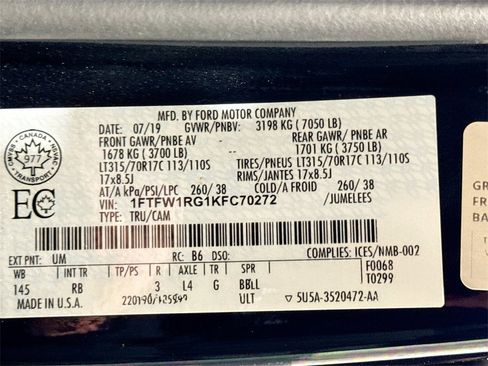 MFD. BY FORD MOTOR COMPANY
DATE: 07/19 GVWR/PNBV: 3198 KG ( 7050 LB)
FRONT GAWR/ PNBE AV REAR GAWR/ PNBE AR
1678 KG ( 3700 LB) 1701 KG ( 3750 LB)
LT315/70R17C 113/110S TIRES/PNEUS LT315/70R17C 113/110S
17x8.5J RIMS/JANTES 17x8.5J
AT/A kPa/PSI/LPC 260/ 38 COLD/A FROID 260/ 38
VIN: 1FTFW1RG1KFC70272 /JUMELEES
TYPE: TRU/CAM
CANADA
977
EC
EXT PNT: UM RC: B6 DSO: COMPLIES: ICES/NMB-002
WB TP/PS R AXLE TR SPR F0068
145 RB 3 L4 G BBLL T0299
MADE IN U.S.A. ULT 5U5A-3520472-AA